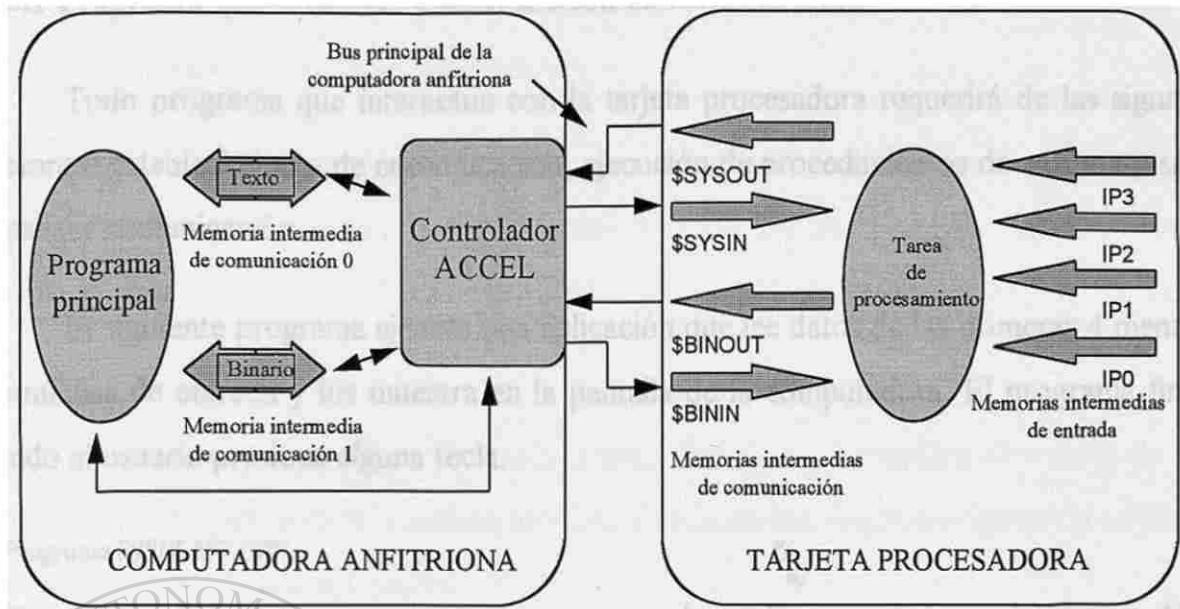 Bus principal de la
computadora anfitriona
Texto
Memoria intermedia
de comunicación 0
Programa
principal
Controlador
ACCEL
Binario
Memoria intermedia
de comunicación 1
COMPUTADORA ANFITRIONA
$SYSOUT
$SYSIN
$BINOUT
$BININ
Memorias intermedias
de comunicación
Tarea
de
procesamiento
IP3
IP2
IP1
IP0
Memorias intermedias
de entrada
TARJETA PROCESADORA
TONOM